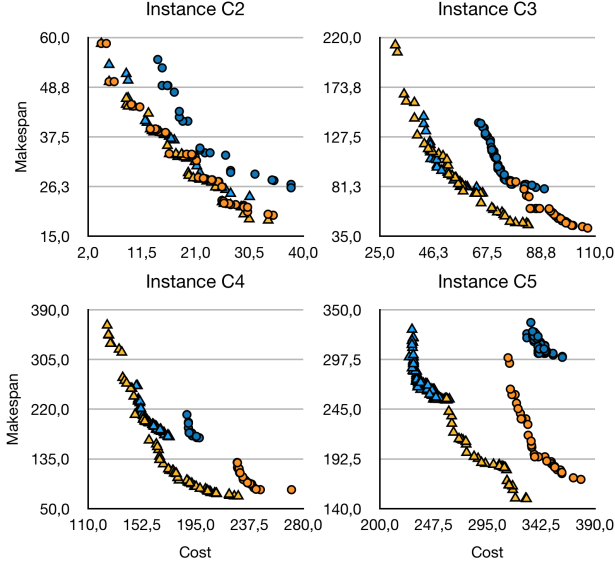 Instance C2
Instance C3
Makespan
60,0
48,8
37,5
26,3
15,0
2,0 11,5 21,0 30,5 40,0
220,0
173,8
127,5
81,3
35,0
25,0 46,3 67,5 88,8 110,0
Instance C4
Instance C5
Makespan
390,0
305,0
220,0
135,0
50,0
110,0 152,5 195,0 237,5 280,0
Cost
350,0
297,5
245,0
192,5
140,0
200,0 247,5 295,0 342,5 390,0
Cost